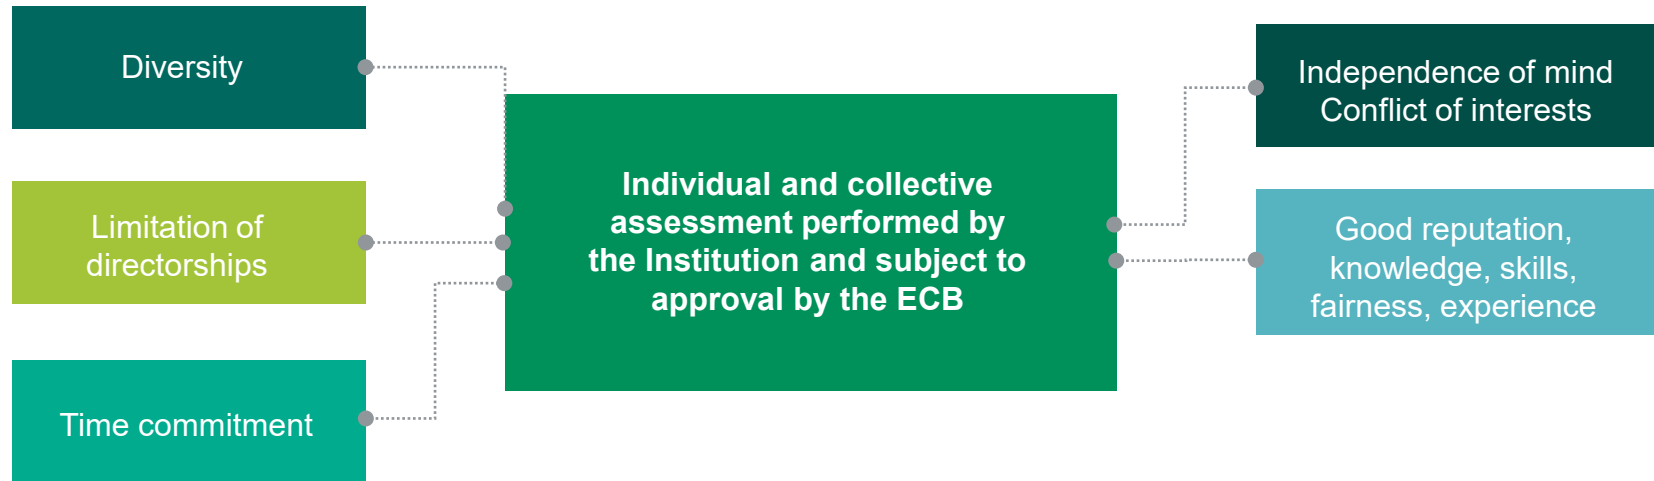 Diversity
Limitation of
directorships
Time commitment
Individual and collective
assessment performed by
the Institution and subject to
approval by the ECB
Independence of mind
Conflict of interests
Good reputation,
knowledge, skills,
fairness, experience